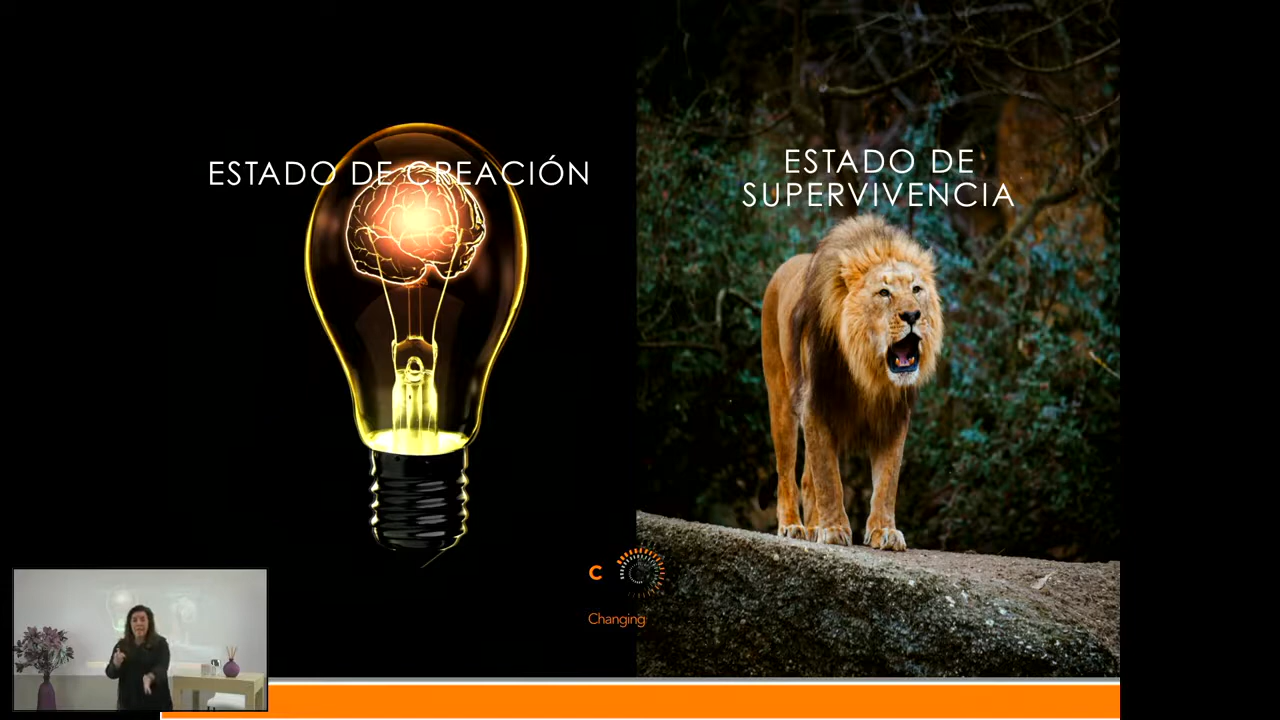 ESTADO DE CREACIÓN
ESTADO DE
SUPERVIVENCIA
C
Changing